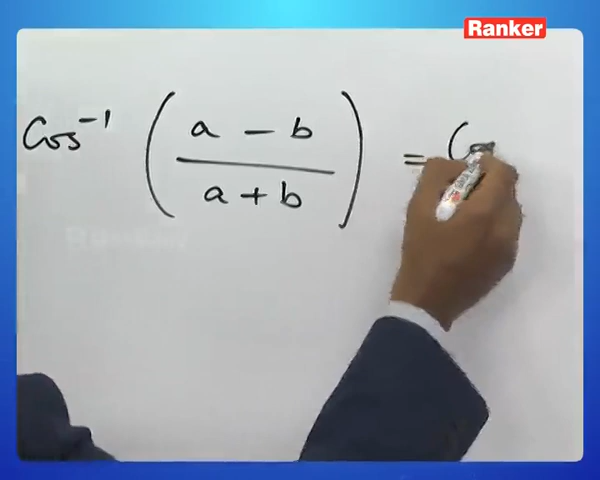 Ranker
Cos⁻¹ (a - b / a + b) = Co